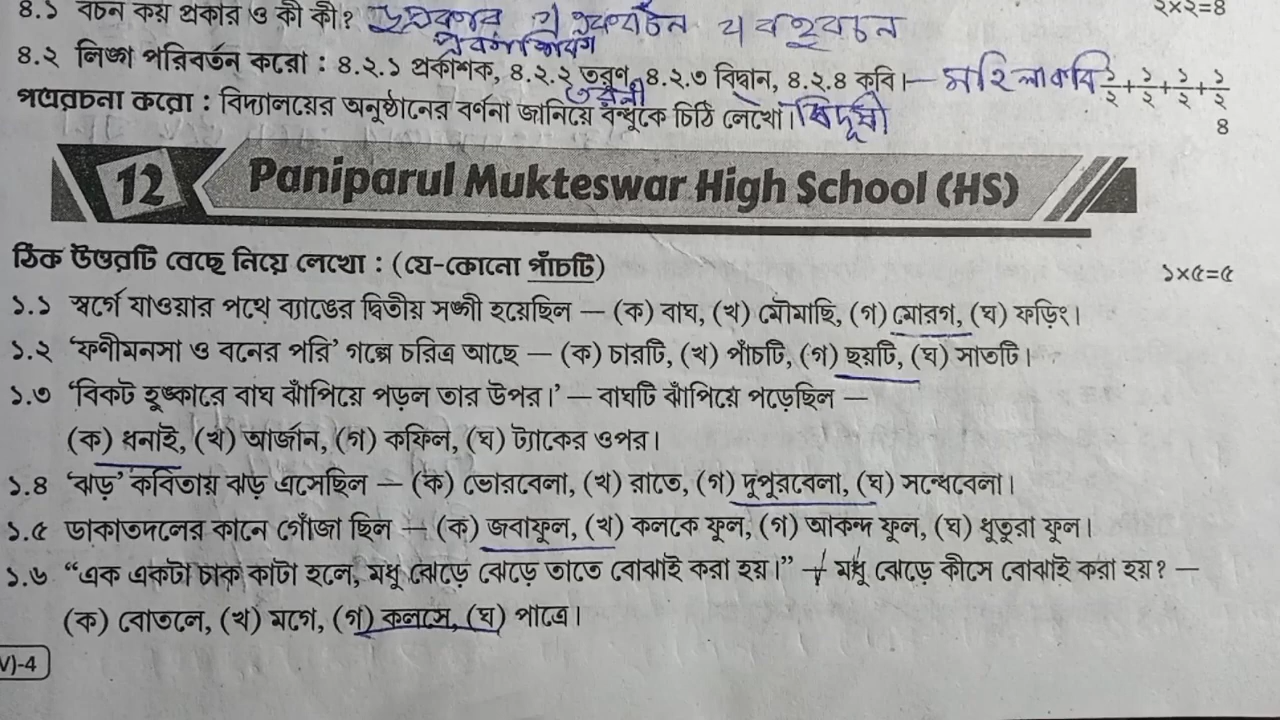 ৪.১ বচন কয় প্রকার ও কী কী? দুপ্রকার ১) একবচন ২) বহুবচন ২×২=৪
৪.২ লিঙ্গ পরিবর্তন করো : ৪.২.১ প্রকাশক, ৪.২.২ তরুণ, ৪.২.৩ বিদ্বান, ৪.২.৪ কবি।— মহিলাকবি ১/২+১/২+১/২+১/২
তরুণী
পত্ররচনা করো : বিদ্যালয়ের অনুষ্ঠানের বর্ণনা জানিয়ে বন্ধুকে চিঠি লেখো। বিদূষী ৪
12 Paniparul Mukteswar High School (HS)
ঠিক উত্তরটি বেছে নিয়ে লেখো : (যে-কোনো পাঁচটি) ১×৫=৫
১.১ স্বর্গে যাওয়ার পথে ব্যাঙের দ্বিতীয় সঙ্গী হয়েছিল — (ক) বাঘ, (খ) মৌমাছি, (গ) মোরগ, (ঘ) ফড়িং।
১.২ ‘ফণীমনসা ও বনের পরি’ গল্পে চরিত্র আছে — (ক) চারটি, (খ) পাঁচটি, (গ) ছয়টি, (ঘ) সাতটি।
১.৩ ‘বিকট হুঙ্কারে বাঘ ঝাঁপিয়ে পড়ল তার উপর।’ — বাঘটি ঝাঁপিয়ে পড়েছিল —
(ক) ধনাই, (খ) আর্জান, (গ) কফিল, (ঘ) ট্যাকের ওপর।
১.৪ ‘ঝড়’ কবিতায় ঝড় এসেছিল — (ক) ভোরবেলা, (খ) রাতে, (গ) দুপুরবেলা, (ঘ) সন্ধেবেলা।
১.৫ ডাকাতদলের কানে গোঁজা ছিল — (ক) জবাফুল, (খ) কলকে ফুল, (গ) আকন্দ ফুল, (ঘ) ধুতুরা ফুল।
১.৬ “এক একটা চাক কাটা হলে, মধু ঝেড়ে ঝেড়ে তাতে বোঝাই করা হয়।” — মধু ঝেড়ে কীসে বোঝাই করা হয়? —
(ক) বোতলে, (খ) মগে, (গ) কলসে, (ঘ) পাত্রে।
V)-4